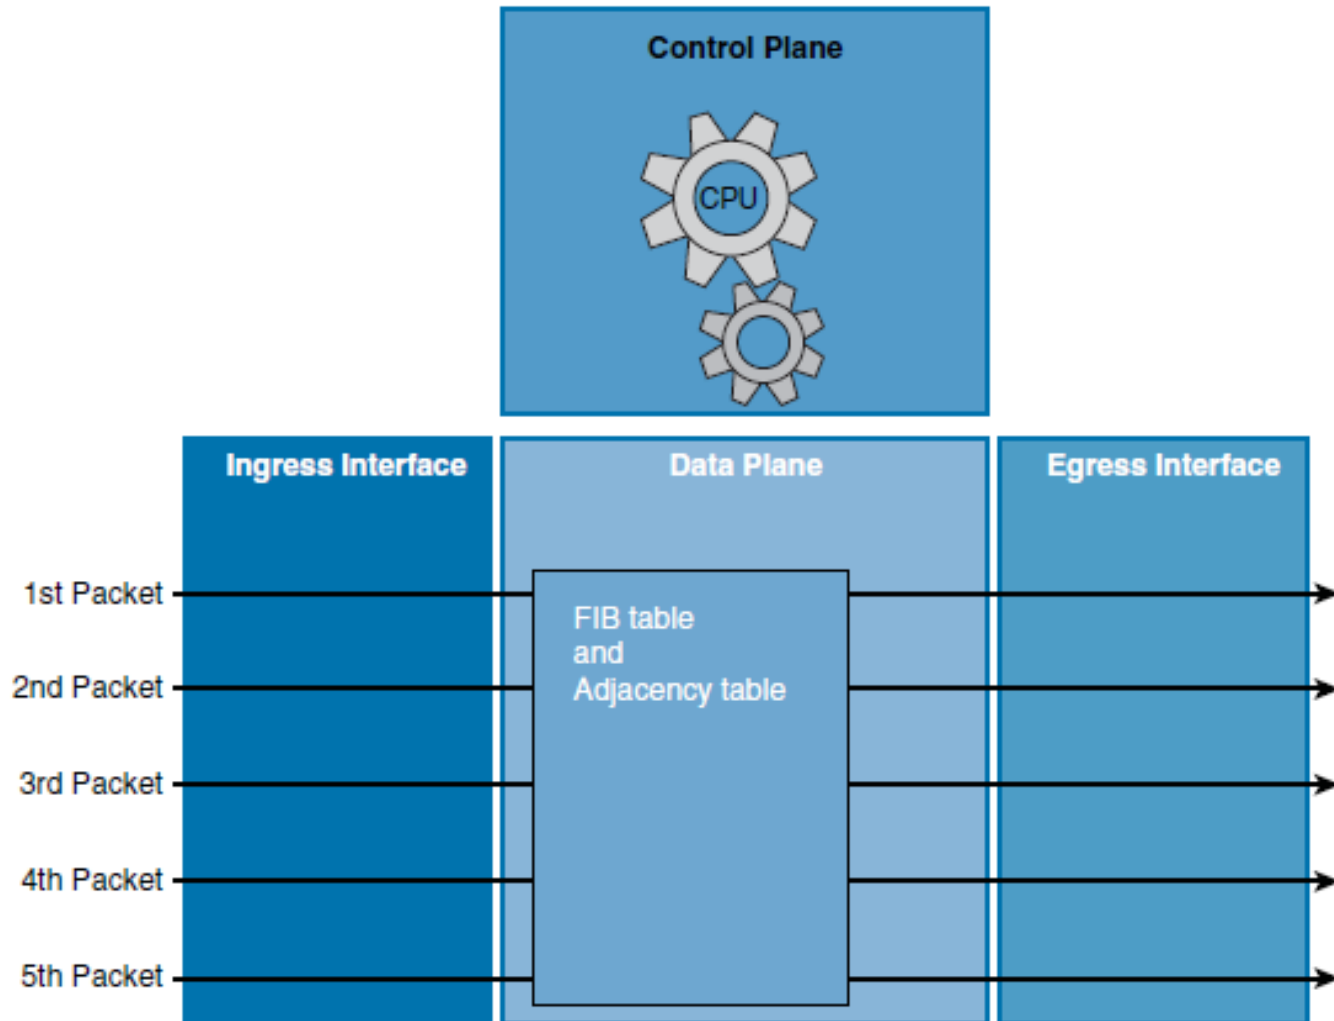 Control Plane
CPU
Ingress Interface
Data Plane
Egress Interface
1st Packet
FIB table
and
Adjacency table
2nd Packet
3rd Packet
4th Packet
5th Packet